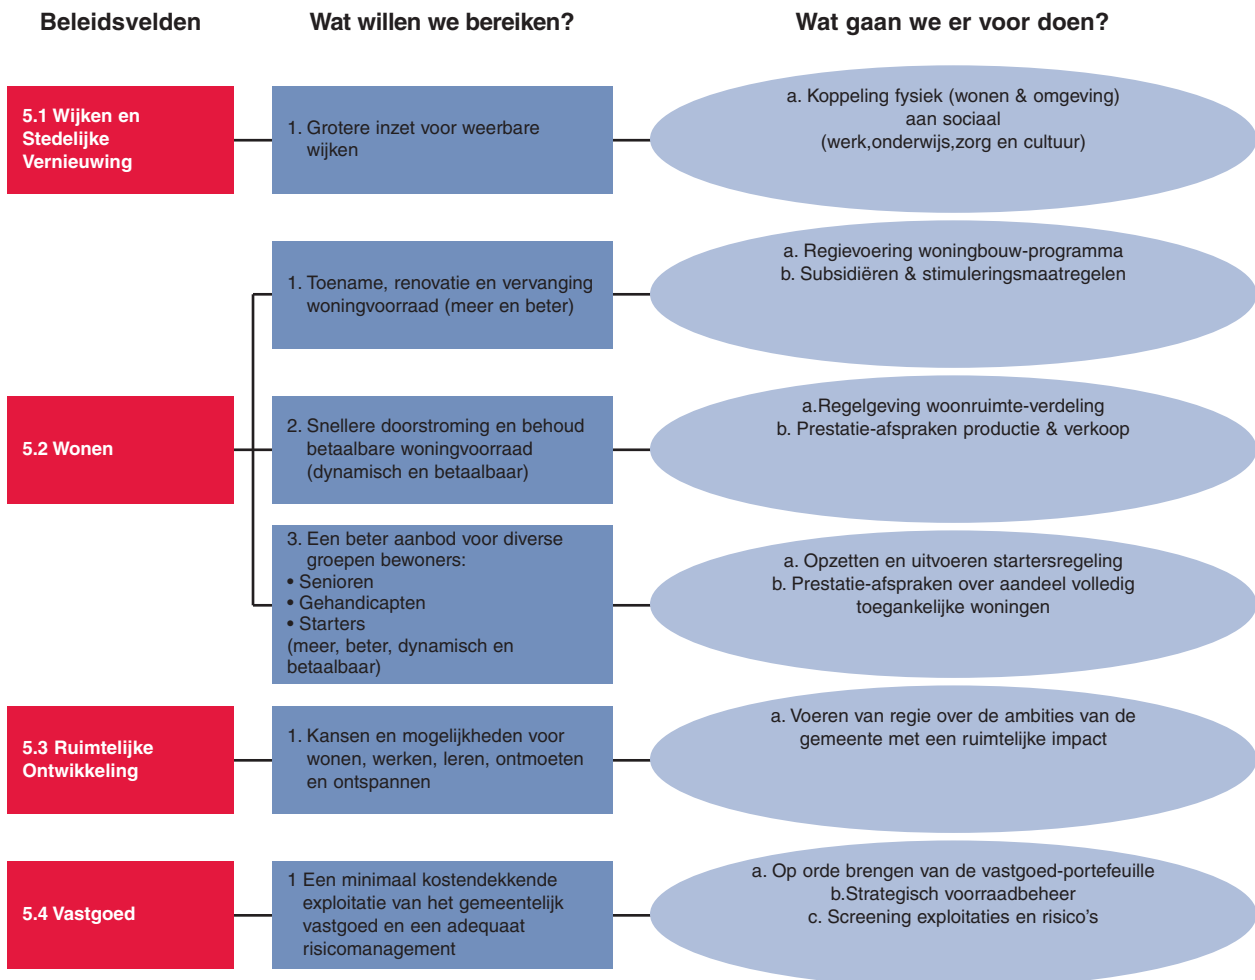 Beleidsvelden
Wat willen we bereiken?
Wat gaan we er voor doen?
5.1 Wijken en
Stedelijke
Vernieuwing
1. Grotere inzet voor weerbare
wijken
a. Koppeling fysiek (wonen & omgeving)
aan sociaal
(werk,onderwijs,zorg en cultuur)
5.2 Wonen
1. Toename, renovatie en vervanging
woningvoorraad (meer en beter)
a. Regievoering woningbouw-programma
b. Subsidiëren & stimuleringsmaatregelen
2. Snellere doorstroming en behoud
betaalbare woningvoorraad
(dynamisch en betaalbaar)
a.Regelgeving woonruimte-verdeling
b. Prestatie-afspraken productie & verkoop
3. Een beter aanbod voor diverse
groepen bewoners:
• Senioren
• Gehandicapten
• Starters
(meer, beter, dynamisch en
betaalbaar)
a. Opzetten en uitvoeren startersregeling
b. Prestatie-afspraken over aandeel volledig
toegankelijke woningen
5.3 Ruimtelijke
Ontwikkeling
1. Kansen en mogelijkheden voor
wonen, werken, leren, ontmoeten
en ontspannen
a. Voeren van regie over de ambities van de
gemeente met een ruimtelijke impact
5.4 Vastgoed
1 Een minimaal kostendekkende
exploitatie van het gemeentelijk
vastgoed en een adequaat
risicomanagement
a. Op orde brengen van de vastgoed-portefeuille
b.Strategisch voorraadbeheer
c. Screening exploitaties en risico’s